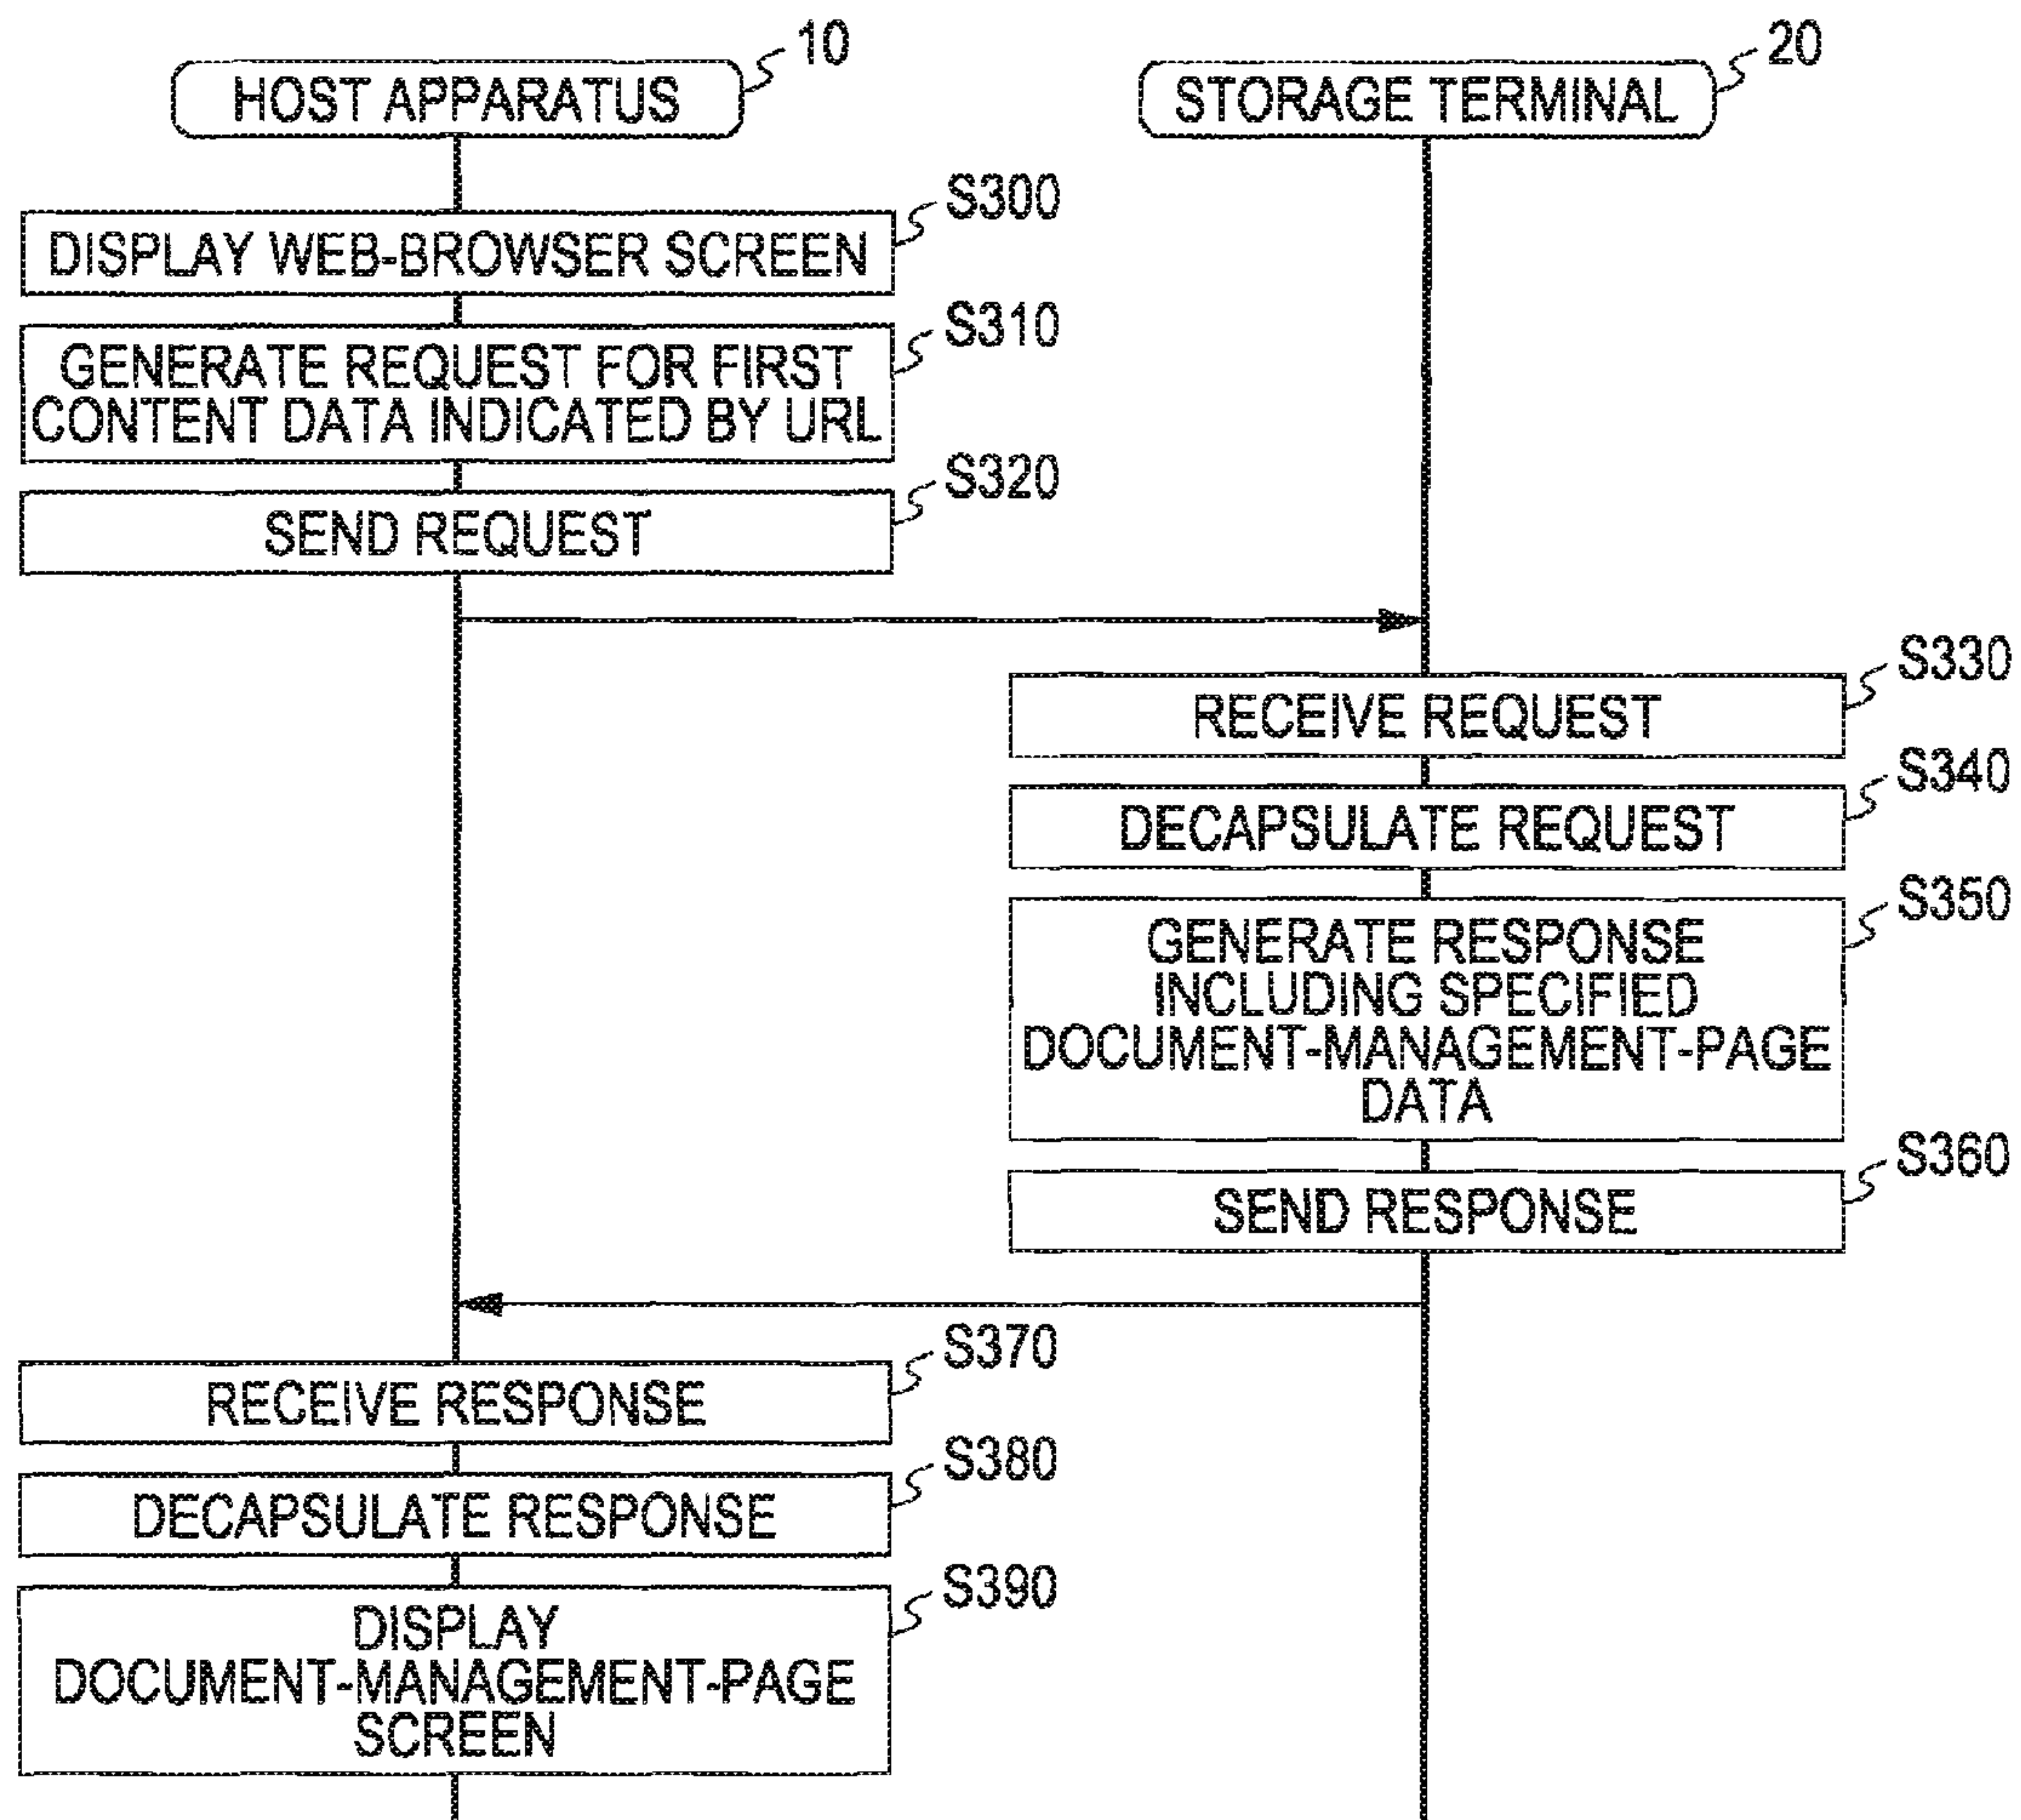 10
HOST APPARATUS
20
STORAGE TERMINAL
S300
DISPLAY WEB-BROWSER SCREEN
S310
GENERATE REQUEST FOR FIRST
CONTENT DATA INDICATED BY URL
S320
SEND REQUEST
S330
RECEIVE REQUEST
S340
DECAPSULATE REQUEST
S350
GENERATE RESPONSE
INCLUDING SPECIFIED
DOCUMENT-MANAGEMENT-PAGE
DATA
S360
SEND RESPONSE
S370
RECEIVE RESPONSE
S380
DECAPSULATE RESPONSE
S390
DISPLAY
DOCUMENT-MANAGEMENT-PAGE
SCREEN